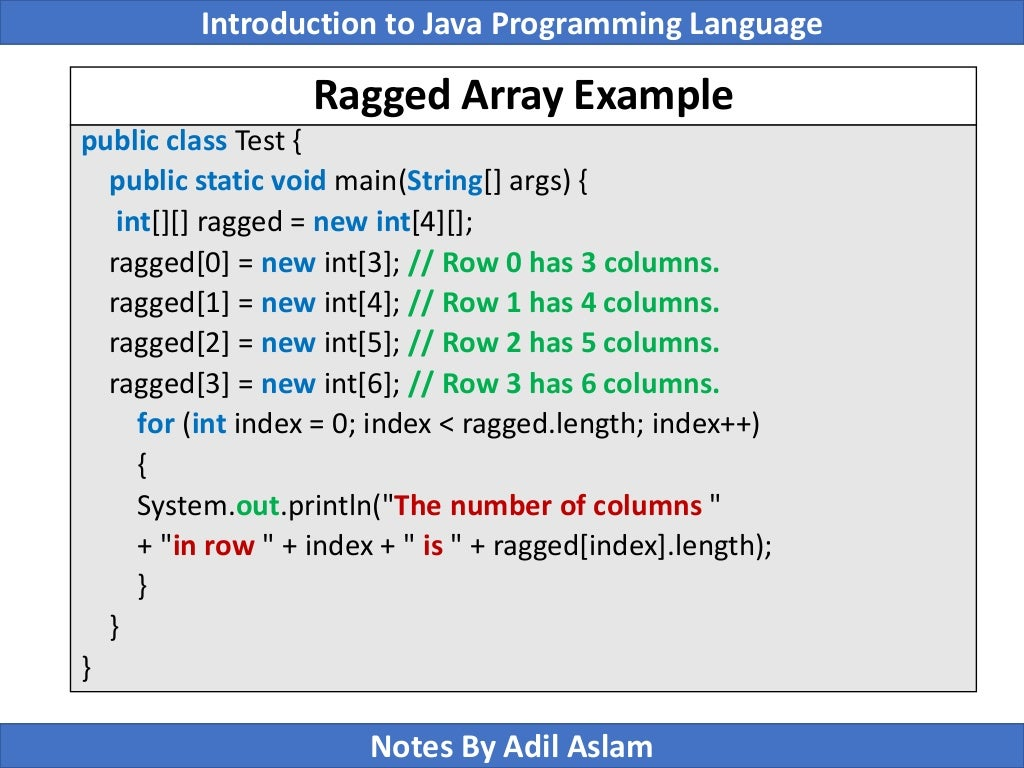 Introduction to Java Programming Language
Ragged Array Example
public class Test {
public static void main(String[] args) {
int[][] ragged = new int[4][];
ragged[0] = new int[3]; // Row 0 has 3 columns.
ragged[1] = new int[4]; // Row 1 has 4 columns.
ragged[2] = new int[5]; // Row 2 has 5 columns.
ragged[3] = new int[6]; // Row 3 has 6 columns.
for (int index = 0; index < ragged.length; index++)
{
System.out.println("The number of columns "
+ "in row " + index + " is " + ragged[index].length);
}
}
}
Notes By Adil Aslam